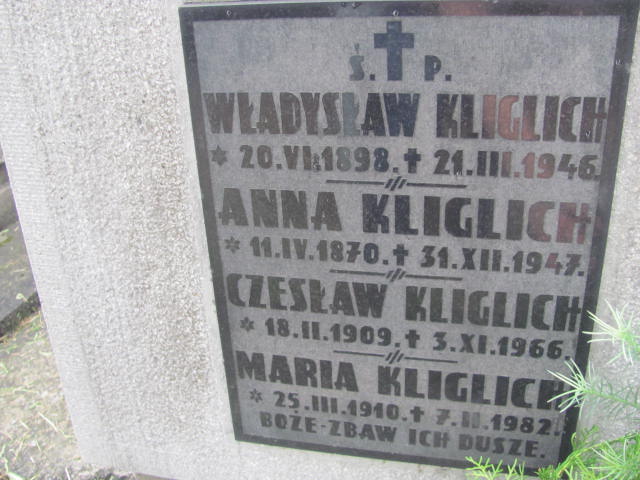 Ś. P.
WŁADYSŁAW KLIGLICH
* 20.VI.1898. † 21.III.1946.
ANNA KLIGLICH
* 11.IV.1870. † 31.XII.1947.
CZESŁAW KLIGLICH
* 18.II.1909. † 3.XI.1966.
MARIA KLIGLICH
* 25.III.1910. † 7.II.1982.
BOŻE-ZBAW ICH DUSZE.